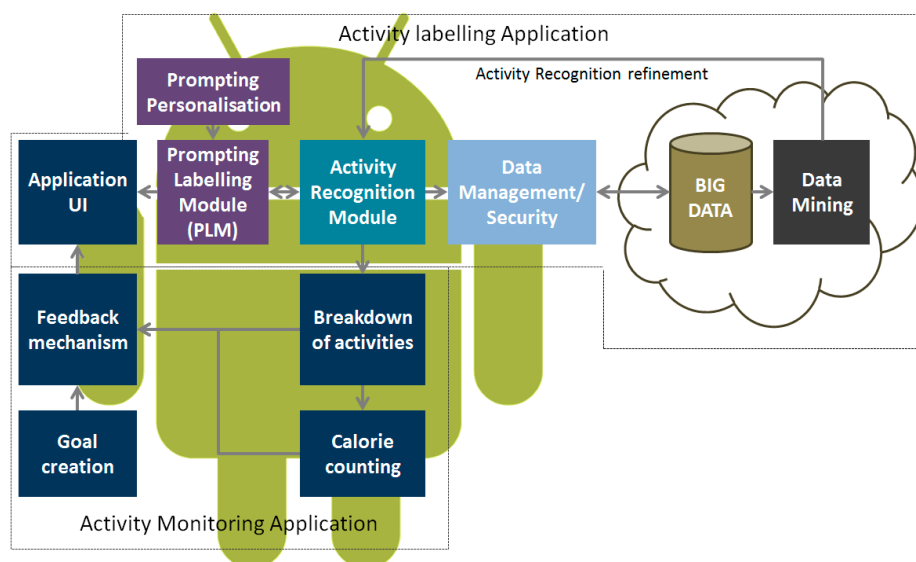 Activity labelling Application
Activity Recognition refinement
Prompting
Personalisation
Application
UI
Prompting
Labelling
Module
(PLM)
Activity
Recognition
Module
Data
Management/
Security
BIG
DATA
Data
Mining
Feedback
mechanism
Breakdown
of activities
Goal
creation
Calorie
counting
Activity Monitoring Application